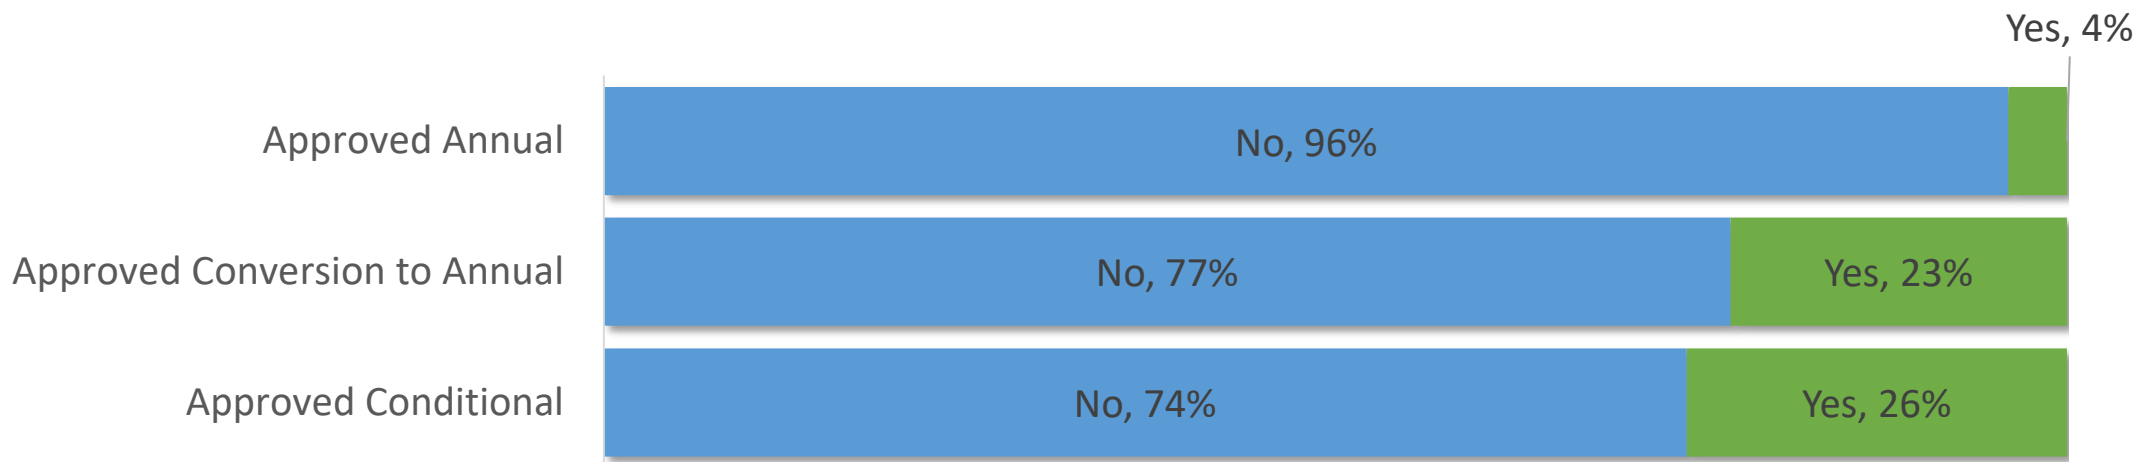 Yes, 4%
Approved Annual
No, 96%
Approved Conversion to Annual
No, 77%
Yes, 23%
Approved Conditional
No, 74%
Yes, 26%